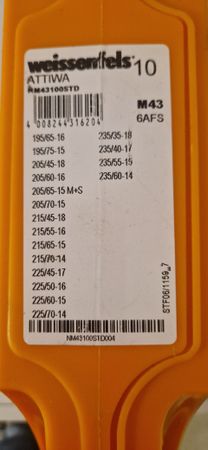 weissenfels 10
ATTIWA
RM43100STD
4 008244 316204
M43
6AFS
195/65-16 235/35-18
195/75-15 235/40-17
205/45-18 235/55-15
205/60-16 235/60-14
205/65-15 M+S
205/70-15
215/45-18
215/55-16
215/65-15
215/70-14
225/45-17
225/50-16
225/60-15
225/70-14
STF06/1159_7
NM43100STD004